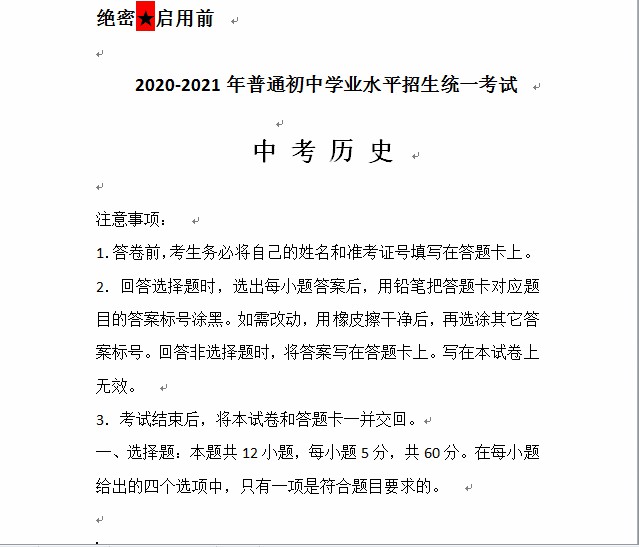 绝密★启用前
2020-2021 年普通初中学业水平招生统一考试
中 考 历 史
注意事项：
1. 答卷前,考生务必将自己的姓名和准考证号填写在答题卡上。
2. 回答选择题时，选出每小题答案后，用铅笔把答题卡对应题
目的答案标号涂黑。如需改动，用橡皮擦干净后，再选涂其它答
案标号。回答非选择题时，将答案写在答题卡上。写在本试卷上
无效。
3. 考试结束后，将本试卷和答题卡一并交回。
一、选择题：本题共 12 小题，每小题 5 分，共 60 分。在每小题
给出的四个选项中，只有一项是符合题目要求的。